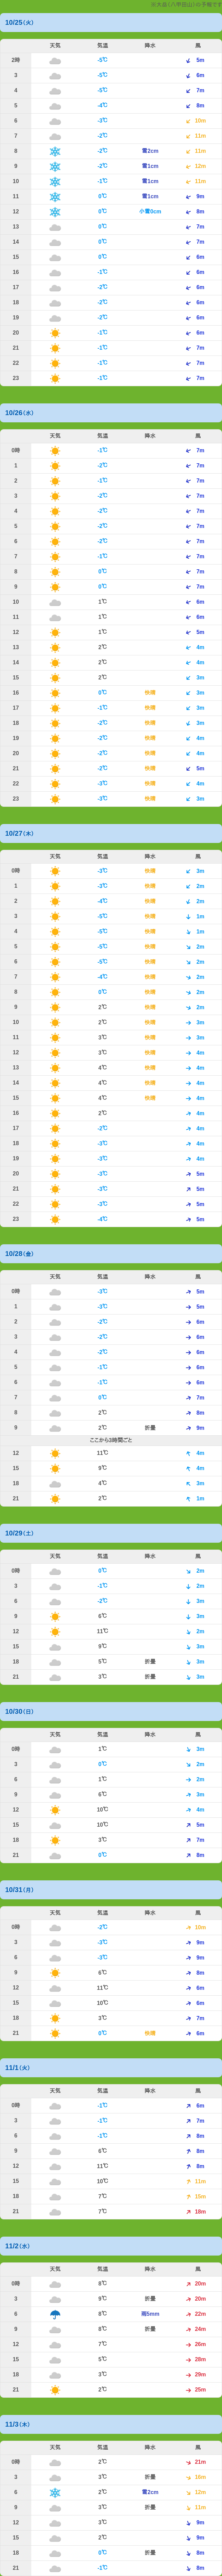 ※大岳(八甲田山)の予報です
10/25(火)
天気 気温 降水 風
2時 -5℃ 5m
3 -5℃ 6m
4 -5℃ 7m
5 -4℃ 8m
6 -3℃ 10m
7 -2℃ 11m
8 -2℃ 雪2cm 11m
9 -2℃ 雪1cm 12m
10 -1℃ 雪1cm 11m
11 0℃ 雪1cm 9m
12 0℃ 小雪0cm 8m
13 0℃ 7m
14 0℃ 7m
15 0℃ 6m
16 -1℃ 6m
17 -2℃ 6m
18 -2℃ 6m
19 -2℃ 6m
20 -1℃ 6m
21 -1℃ 7m
22 -1℃ 7m
23 -1℃ 7m
10/26(水)
天気 気温 降水 風
0時 -1℃ 7m
1 -2℃ 7m
2 -1℃ 7m
3 -2℃ 7m
4 -2℃ 7m
5 -2℃ 7m
6 -2℃ 7m
7 -1℃ 7m
8 0℃ 7m
9 0℃ 7m
10 1℃ 6m
11 1℃ 6m
12 1℃ 5m
13 2℃ 4m
14 2℃ 4m
15 2℃ 3m
16 0℃ 快晴 3m
17 -1℃ 快晴 3m
18 -2℃ 快晴 3m
19 -2℃ 快晴 4m
20 -2℃ 快晴 4m
21 -2℃ 快晴 5m
22 -3℃ 快晴 4m
23 -3℃ 快晴 3m
10/27(木)
天気 気温 降水 風
0時 -3℃ 快晴 3m
1 -3℃ 快晴 2m
2 -4℃ 快晴 2m
3 -5℃ 快晴 1m
4 -5℃ 快晴 1m
5 -5℃ 快晴 2m
6 -5℃ 快晴 2m
7 -4℃ 快晴 2m
8 0℃ 快晴 2m
9 2℃ 快晴 2m
10 2℃ 快晴 3m
11 3℃ 快晴 3m
12 3℃ 快晴 4m
13 4℃ 快晴 4m
14 4℃ 快晴 4m
15 4℃ 快晴 4m
16 2℃ 4m
17 -2℃ 4m
18 -3℃ 4m
19 -3℃ 4m
20 -3℃ 5m
21 -3℃ 5m
22 -3℃ 5m
23 -4℃ 5m
10/28(金)
天気 気温 降水 風
0時 -3℃ 5m
1 -3℃ 5m
2 -2℃ 6m
3 -2℃ 6m
4 -2℃ 6m
5 -1℃ 6m
6 -1℃ 6m
7 0℃ 7m
8 2℃ 8m
9 2℃ 折曇 9m
ここから3時間ごと
12 11℃ 4m
15 9℃ 4m
18 4℃ 3m
21 2℃ 1m
10/29(土)
天気 気温 降水 風
0時 0℃ 2m
3 -1℃ 2m
6 -2℃ 3m
9 6℃ 3m
12 11℃ 2m
15 9℃ 3m
18 5℃ 折曇 3m
21 3℃ 折曇 3m
10/30(日)
天気 気温 降水 風
0時 1℃ 3m
3 0℃ 2m
6 1℃ 2m
9 6℃ 3m
12 10℃ 4m
15 10℃ 5m
18 3℃ 7m
21 0℃ 8m
10/31(月)
天気 気温 降水 風
0時 -2℃ 10m
3 -3℃ 9m
6 -3℃ 9m
9 6℃ 8m
12 11℃ 6m
15 10℃ 6m
18 3℃ 7m
21 0℃ 快晴 6m
11/1(火)
天気 気温 降水 風
0時 -1℃ 6m
3 -1℃ 7m
6 -1℃ 8m
9 6℃ 8m
12 11℃ 8m
15 10℃ 11m
18 7℃ 15m
21 7℃ 18m
11/2(水)
天気 気温 降水 風
0時 8℃ 20m
3 9℃ 折曇 20m
6 8℃ 雨5mm 22m
9 8℃ 折曇 24m
12 7℃ 26m
15 5℃ 28m
18 3℃ 29m
21 2℃ 25m
11/3(木)
天気 気温 降水 風
0時 2℃ 21m
3 3℃ 折曇 16m
6 2℃ 雪2cm 12m
9 3℃ 折曇 11m
12 3℃ 9m
15 2℃ 9m
18 0℃ 折曇 8m
21 -1℃ 8m